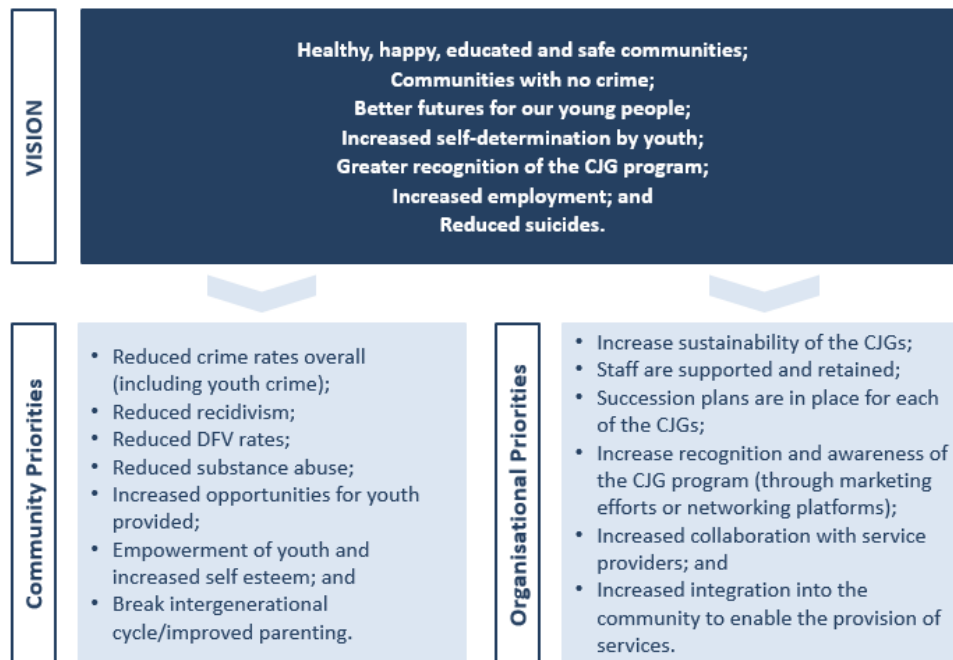 VISION
Healthy, happy, educated and safe communities;
Communities with no crime;
Better futures for our young people;
Increased self-determination by youth;
Greater recognition of the CJG program;
Increased employment; and
Reduced suicides.
Community Priorities
• Reduced crime rates overall
(including youth crime);
• Reduced recidivism;
• Reduced DFV rates;
• Reduced substance abuse;
• Increased opportunities for youth
provided;
• Empowerment of youth and
increased self esteem; and
• Break intergenerational
cycle/improved parenting.
Organisational Priorities
• Increase sustainability of the CJGs;
• Staff are supported and retained;
• Succession plans are in place for each
of the CJGs;
• Increase recognition and awareness of
the CJG program (through marketing
efforts or networking platforms);
• Increased collaboration with service
providers; and
• Increased integration into the
community to enable the provision of
services.